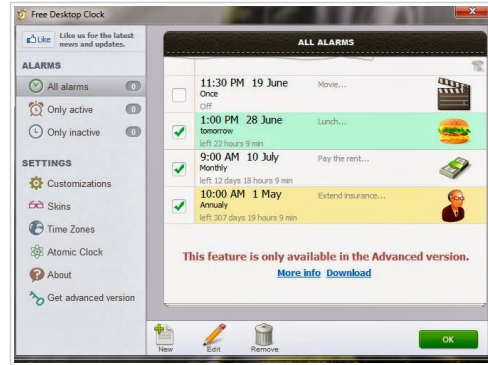 Free Desktop Clock
Like
Like us for the latest
news and updates.
ALARMS
All alarms 0
Only active 0
Only inactive 0
SETTINGS
Customizations
Skins
Time Zones
Atomic Clock
About
Get advanced version
ALL ALARMS
11:30 PM 19 June Movie...
Once
Off
1:00 PM 28 June Lunch...
tomorrow
left 22 hours 9 min
9:00 AM 10 July Pay the rent...
Monthly
left 12 days 18 hours 9 min
10:00 AM 1 May Extend insurance...
Annualy
left 307 days 19 hours 9 min
This feature is only available in the Advanced version.
More info Download
New Edit Remove
OK